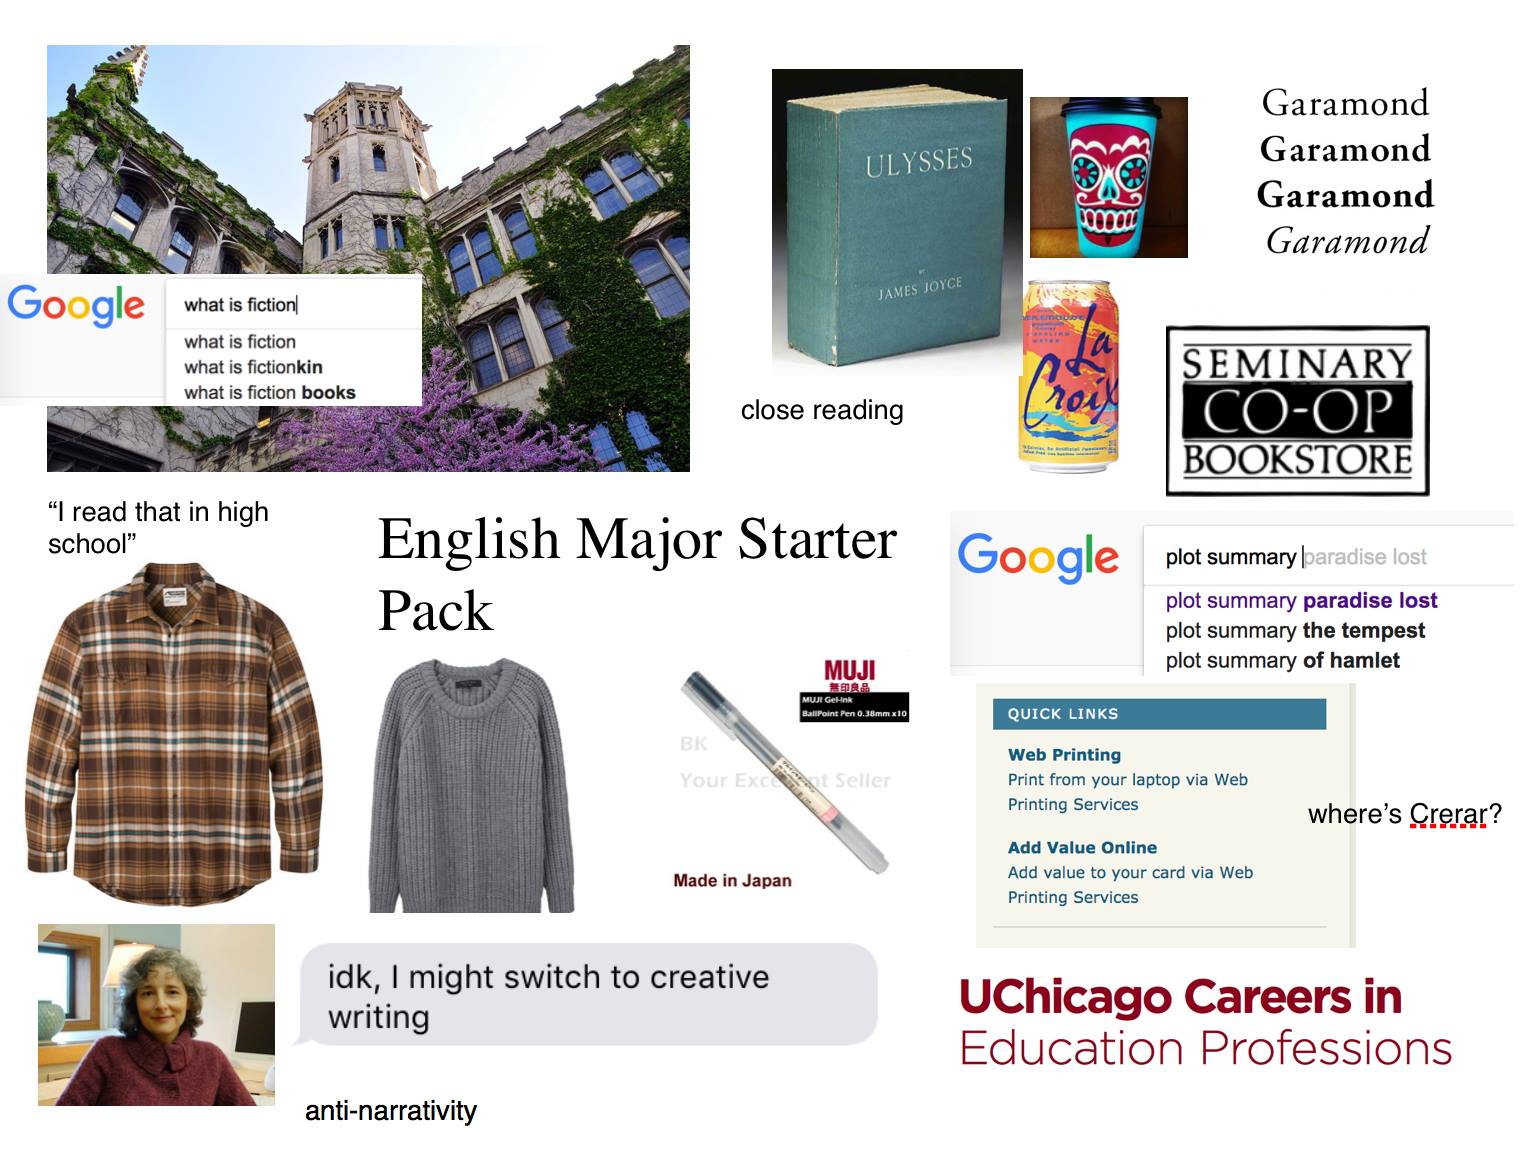 Google
what is fiction
what is fiction
what is fictionkin
what is fiction books
ULYSSES
BY
JAMES JOYCE
close reading
La
Croix
Garamond
Garamond
Garamond
Garamond
SEMINARY
CO-OP
BOOKSTORE
“I read that in high
school”
English Major Starter
Pack
Google
plot summary paradise lost
plot summary paradise lost
plot summary the tempest
plot summary of hamlet
MUJI
無印良品
MUJI Gel-Ink
BallPoint Pen 0.38mm x10
BK
Your Excellent Seller
Made in Japan
QUICK LINKS
Web Printing
Print from your laptop via Web
Printing Services
Add Value Online
Add value to your card via Web
Printing Services
where’s Crerar?
idk, I might switch to creative
writing
anti-narrativity
UChicago Careers in
Education Professions